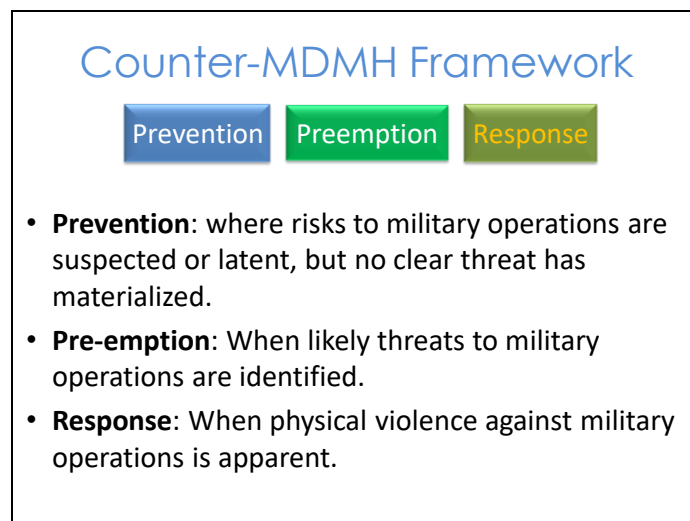 Counter-MDMH Framework
Prevention Preemption Response
• Prevention: where risks to military operations are
suspected or latent, but no clear threat has
materialized.
• Pre-emption: When likely threats to military
operations are identified.
• Response: When physical violence against military
operations is apparent.